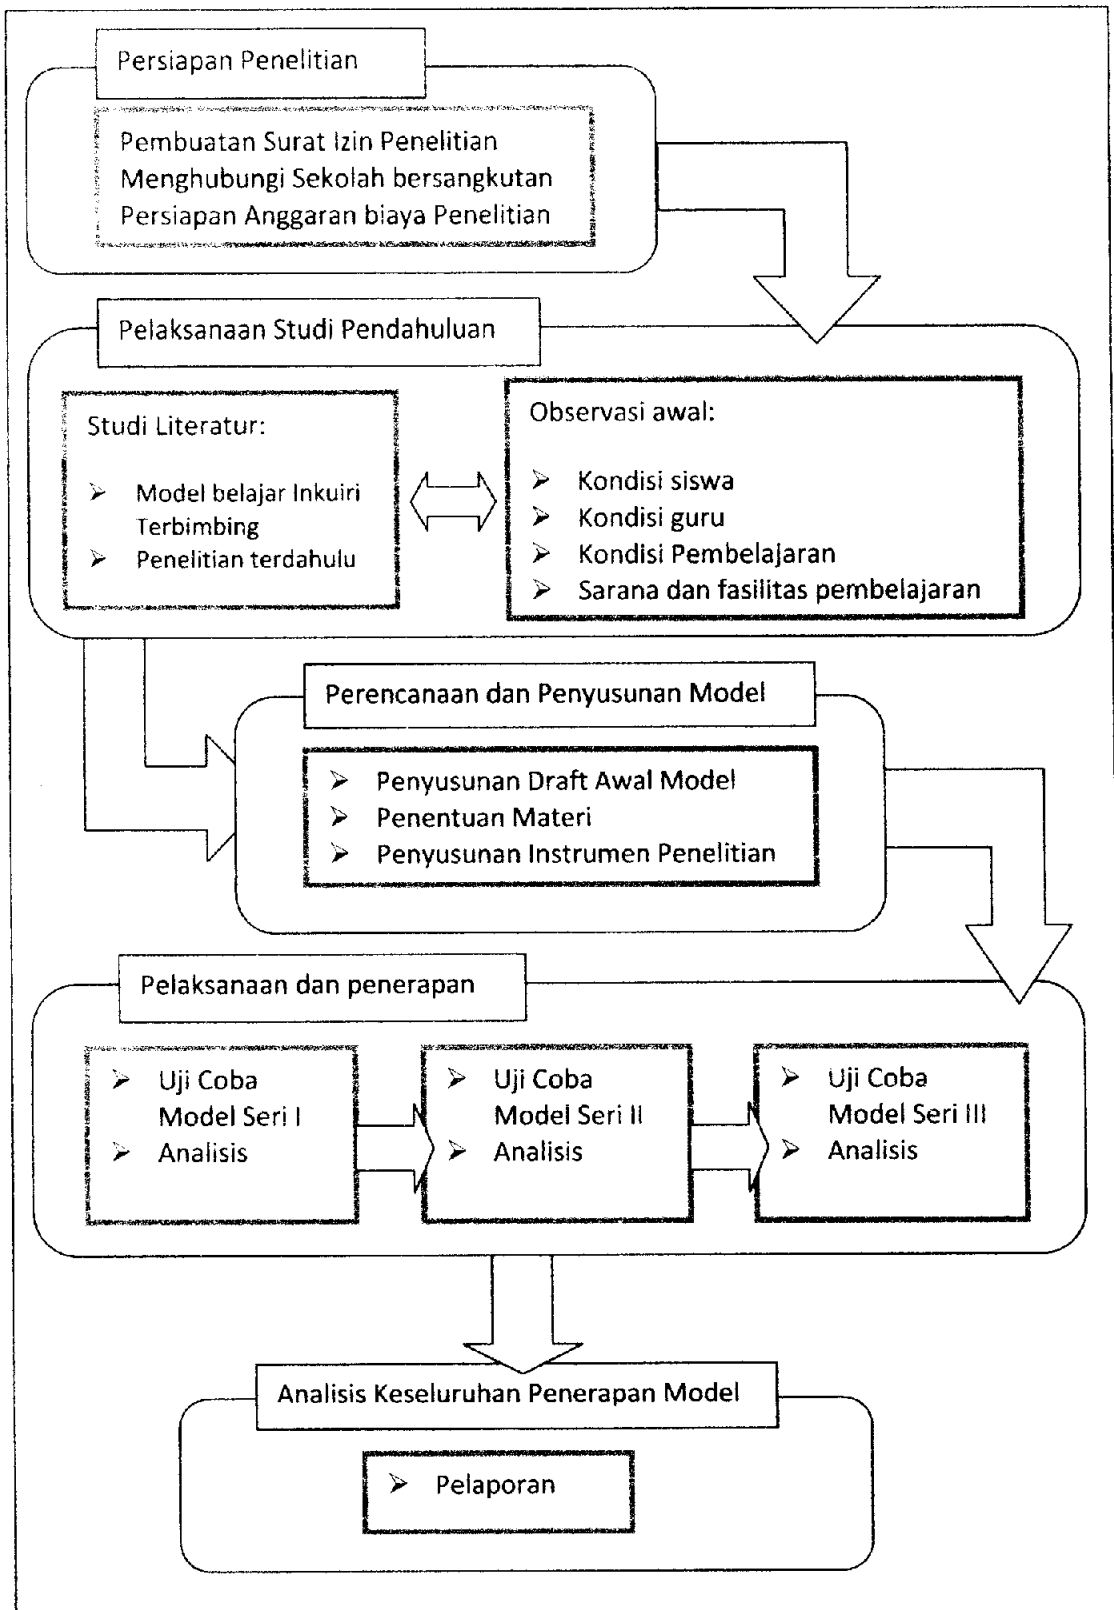 Persiapan Penelitian
Pembuatan Surat Izin Penelitian
Menghubungi Sekolah bersangkutan
Persiapan Anggaran biaya Penelitian
Pelaksanaan Studi Pendahuluan
Studi Literatur:
➢ Model belajar Inkuiri
Terbimbing
➢ Penelitian terdahulu
Observasi awal:
➢ Kondisi siswa
➢ Kondisi guru
➢ Kondisi Pembelajaran
➢ Sarana dan fasilitas pembelajaran
Perencanaan dan Penyusunan Model
➢ Penyusunan Draft Awal Model
➢ Penentuan Materi
➢ Penyusunan Instrumen Penelitian
Pelaksanaan dan penerapan
➢ Uji Coba
Model Seri I
➢ Analisis
➢ Uji Coba
Model Seri II
➢ Analisis
➢ Uji Coba
Model Seri III
➢ Analisis
Analisis Keseluruhan Penerapan Model
➢ Pelaporan